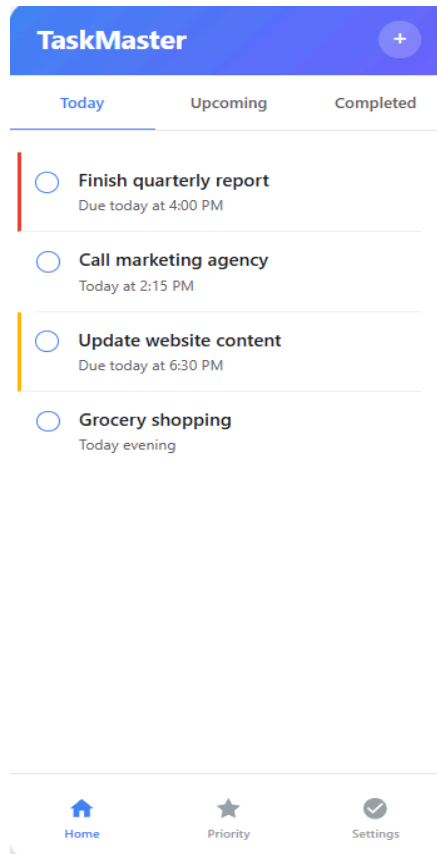 TaskMaster
+
Today Upcoming Completed
Finish quarterly report
Due today at 4:00 PM
Call marketing agency
Today at 2:15 PM
Update website content
Due today at 6:30 PM
Grocery shopping
Today evening
Home Priority Settings